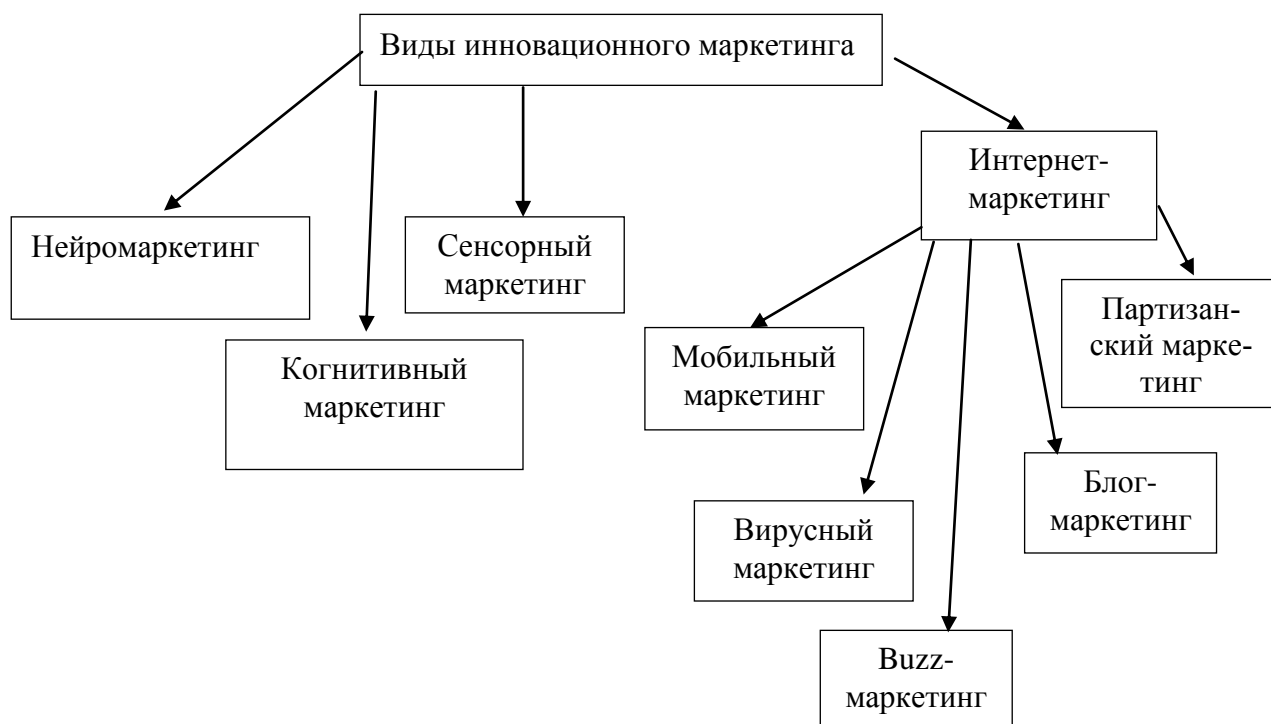 Виды инновационного маркетинга
Интернет-
маркетинг
Нейромаркетинг
Сенсорный
маркетинг
Партизан-
ский марке-
тинг
Мобильный
маркетинг
Когнитивный
маркетинг
Блог-
маркетинг
Вирусный
маркетинг
Buzz-
маркетинг